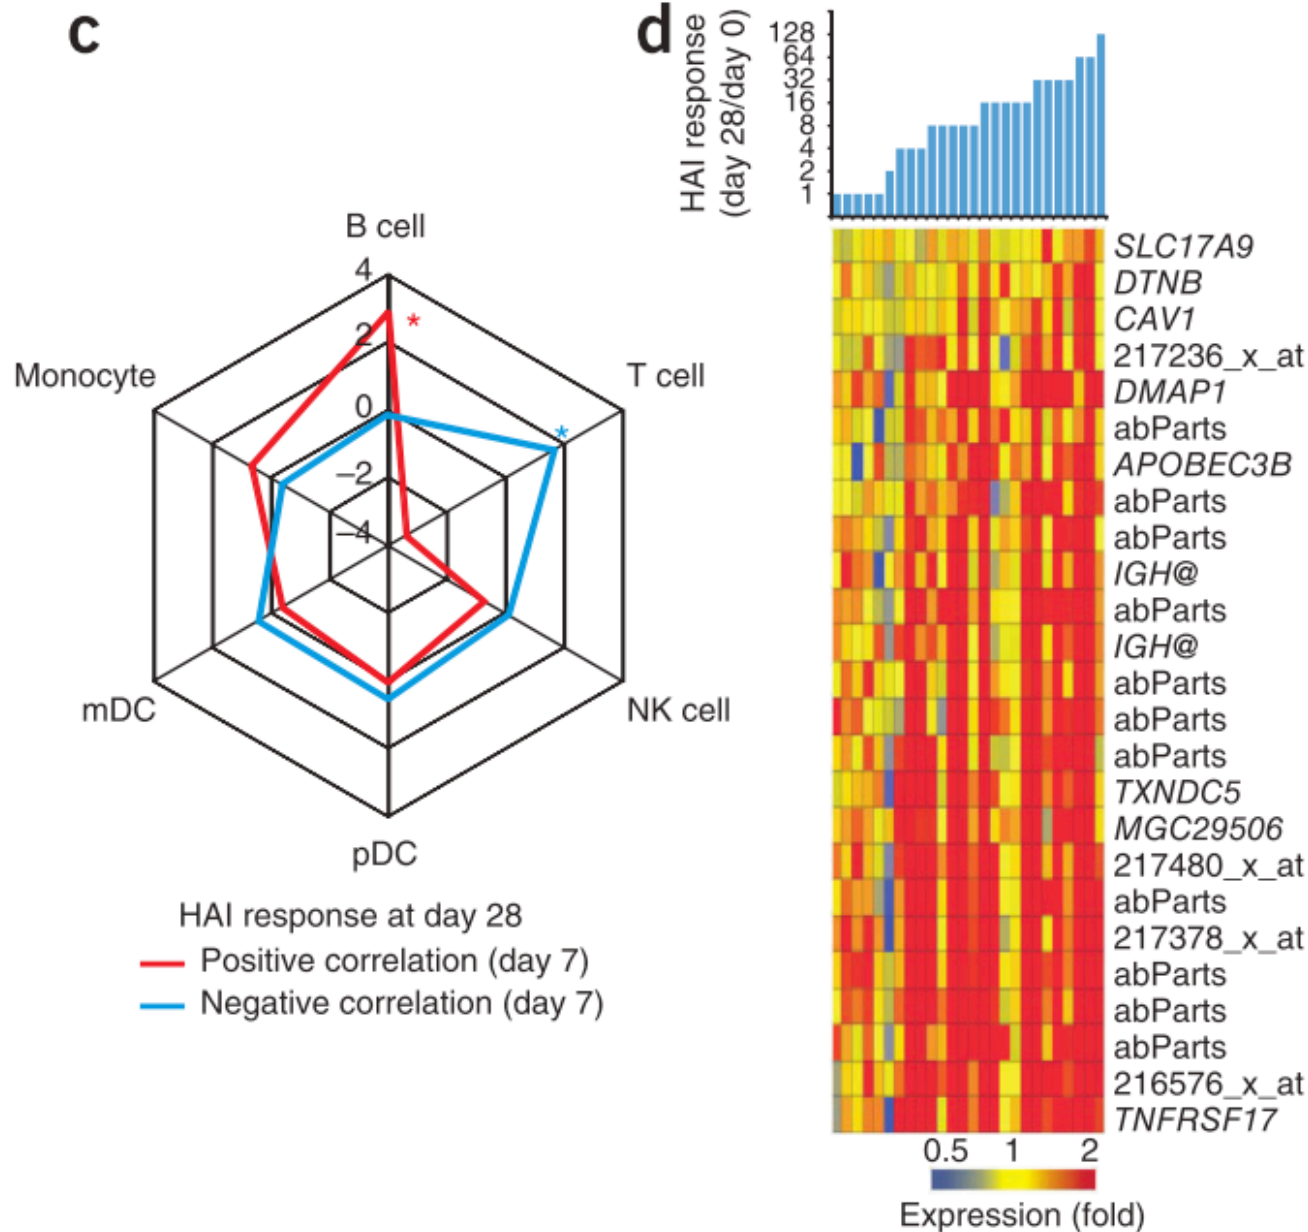 c
B cell
4
2
0
−2
−4
T cell
Monocyte
mDC
NK cell
pDC
*
*
HAI response at day 28
Positive correlation (day 7)
Negative correlation (day 7)
d
HAI response
(day 28/day 0)
128
64
32
16
8
4
2
1
SLC17A9
DTNB
CAV1
217236_x_at
DMAP1
abParts
APOBEC3B
abParts
abParts
IGH@
abParts
IGH@
abParts
abParts
abParts
TXNDC5
MGC29506
217480_x_at
abParts
217378_x_at
abParts
abParts
abParts
216576_x_at
TNFRSF17
0.5 1 2
Expression (fold)